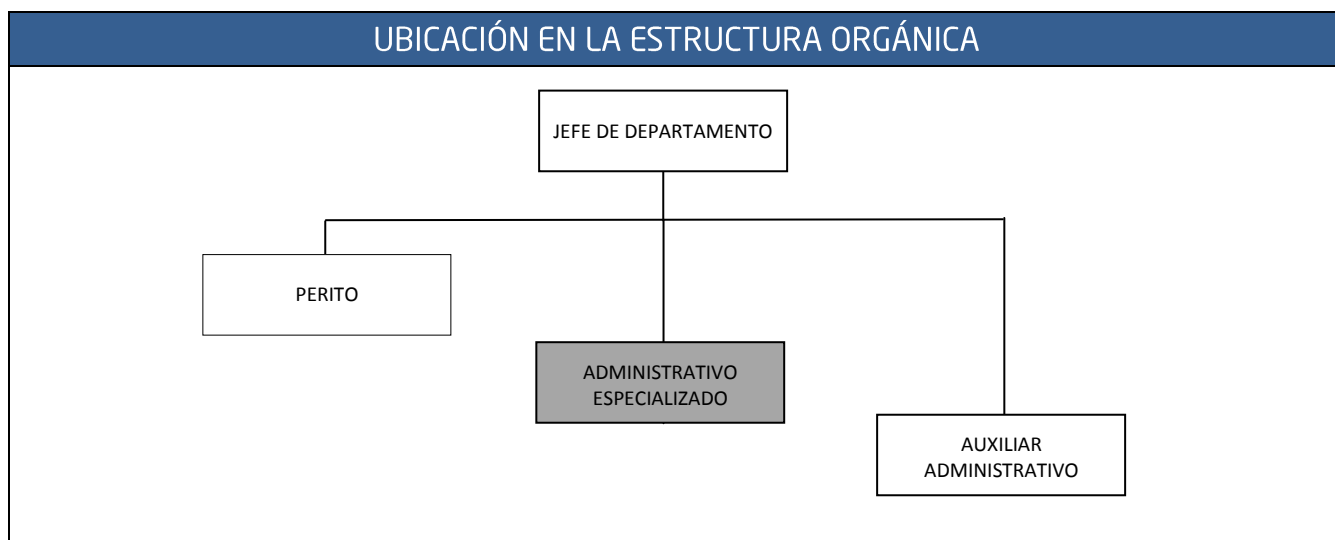 UBICACIÓN EN LA ESTRUCTURA ORGÁNICA
JEFE DE DEPARTAMENTO
PERITO
ADMINISTRATIVO
ESPECIALIZADO
AUXILIAR
ADMINISTRATIVO